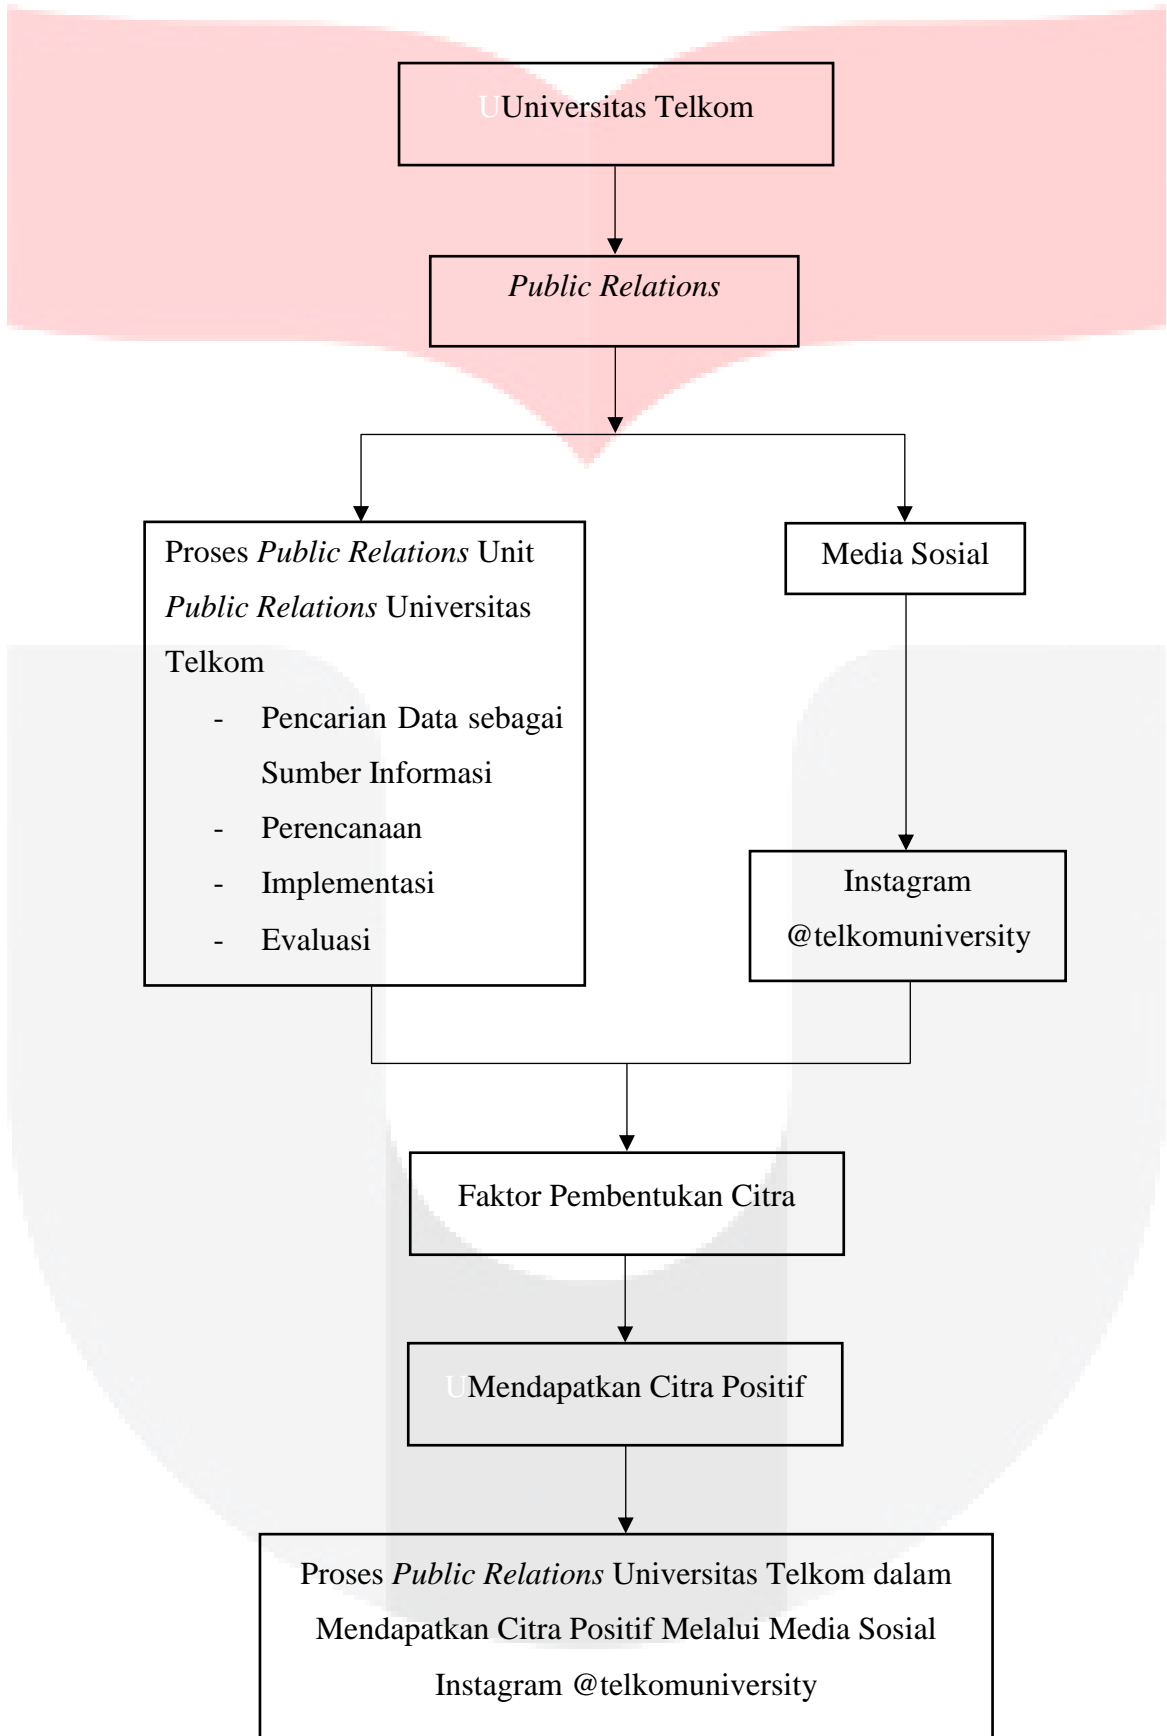 UUniversitas Telkom
Public Relations
Proses Public Relations Unit
Public Relations Universitas
Telkom
- Pencarian Data sebagai
Sumber Informasi
- Perencanaan
- Implementasi
- Evaluasi
Media Sosial
Instagram
@telkomuniversity
Faktor Pembentukan Citra
UMendapatkan Citra Positif
Proses Public Relations Universitas Telkom dalam
Mendapatkan Citra Positif Melalui Media Sosial
Instagram @telkomuniversity